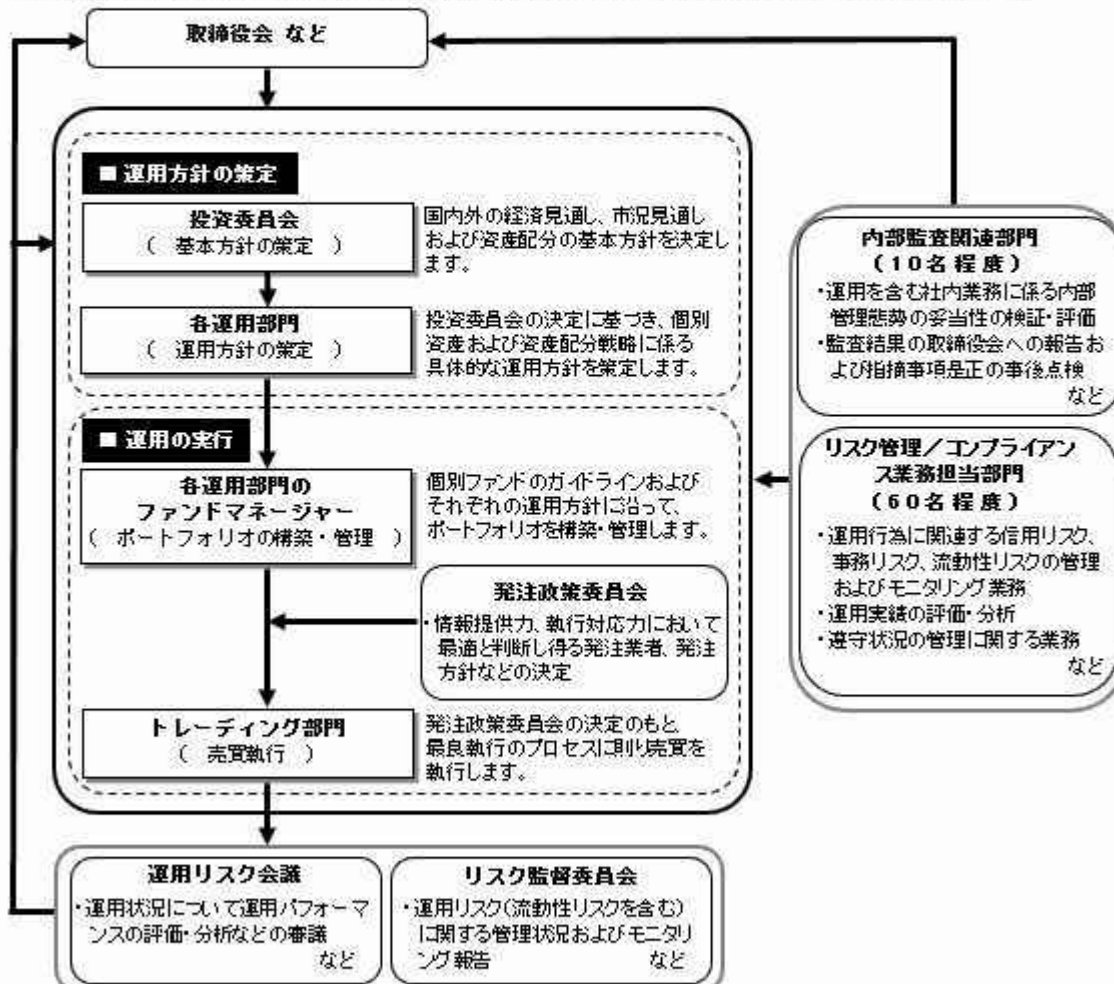 取締役会 など
■ 運用方針の策定
投資委員会
( 基本方針の策定 )
国内外の経済見通し、市況見通し
および資産配分の基本方針を決定し
ます。
各運用部門
( 運用方針の策定 )
投資委員会の決定に基づき、個別
資産および資産配分戦略に係る
具体的な運用方針を策定します。
■ 運用の実行
各運用部門の
ファンドマネージャー
( ポートフォリオの構築・管理 )
個別ファンドのガイドラインおよび
それぞれの運用方針に沿って、
ポートフォリオを構築・管理します。
発注政策委員会
・情報提供力、執行対応力において
最適と判断し得る発注業者、発注
方針などの決定
トレーディング部門
( 売買執行 )
発注政策委員会の決定のもと、
最良執行のプロセスに則り売買を
執行します。
内部監査関連部門
(10名程度)
・運用を含む社内業務に係る内部
管理態勢の妥当性の検証・評価
・監査結果の取締役会への報告お
よび指摘事項是正の事後点検
など
リスク管理/コンプライアン
ス業務担当部門
(60名程度)
・運用行為に関連する信用リスク、
事務リスク、流動性リスクの管理
およびモニタリング業務
・運用実績の評価・分析
・遵守状況の管理に関する業務
など
運用リスク会議
・運用状況について運用パフォーマ
ンスの評価・分析などの審議
など
リスク監督委員会
・運用リスク(流動性リスクを含む)
に関する管理状況およびモニタリ
ング報告 など